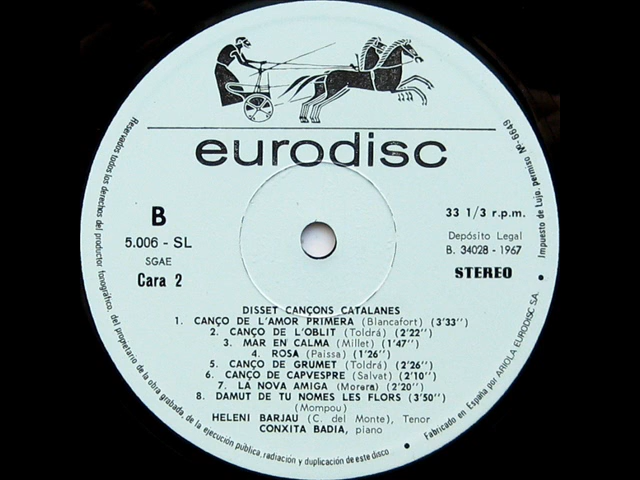 eurodisc
B
5.006 - SL
SGAE
Cara 2
33 1/3 r.p.m.
Depósito Legal
B. 34028 - 1967
STEREO
DISSET CANÇONS CATALANES
1. CANÇO DE L'AMOR PRIMERA (Blancafort) (3'33'')
2. CANÇO DE L'OBLIT (Toldrá) (2'22'')
3. MAR EN CALMA (Millet) (1'47'')
4. ROSA (Paissa) (1'26'')
5. CANÇO DE GRUMET (Toldrá) (2'26'')
6. CANÇO DE CAPVESPRE (Salvat) (2'10'')
7. LA NOVA AMIGA (Morera) (2'20'')
8. DAMUT DE TU NOMES LES FLORS (3'50'')
(Mompou)
HELENI BARJAU (C. del Monte), Tenor
CONXITA BADIA, piano
Reservados todos los derechos del productor fonográfico, del propietario de la obra grabada, de la ejecución pública, radiación y duplicación de este disco.
Fabricado en España por ARIOLA EURODISC S.A. • Impuesto de Lujo, Permiso Nº-6649